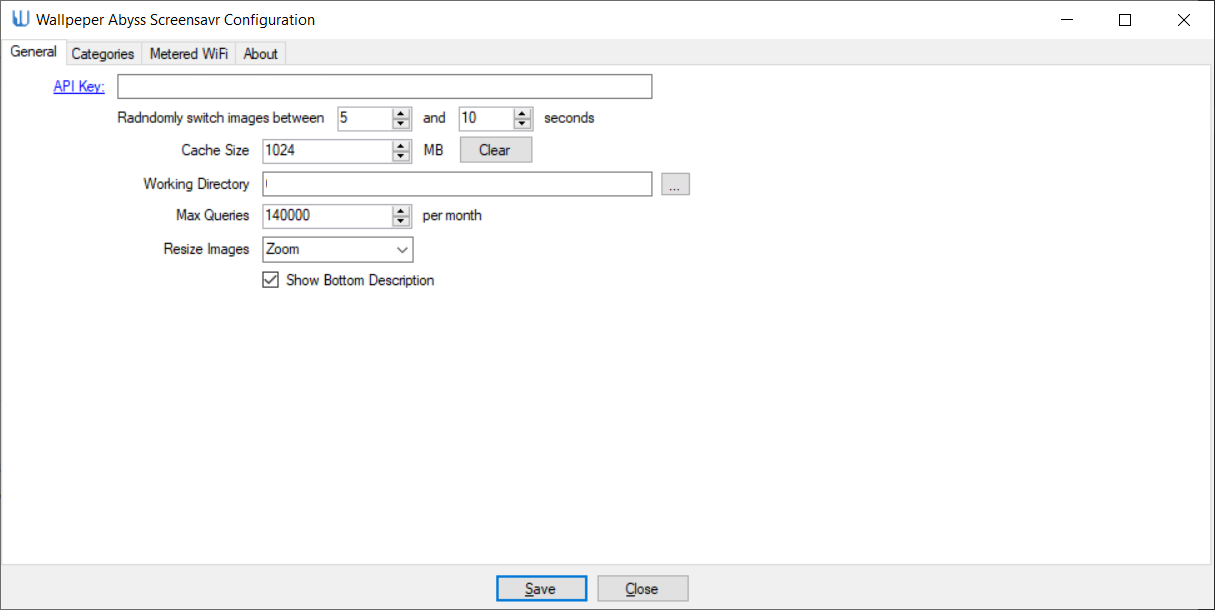 Wallpeper Abyss Screensavr Configuration
General Categories Metered WiFi About
API Key:
Radndomly switch images between 5 and 10 seconds
Cache Size 1024 MB Clear
Working Directory ...
Max Queries 140000 per month
Resize Images Zoom
Show Bottom Description
Save Close